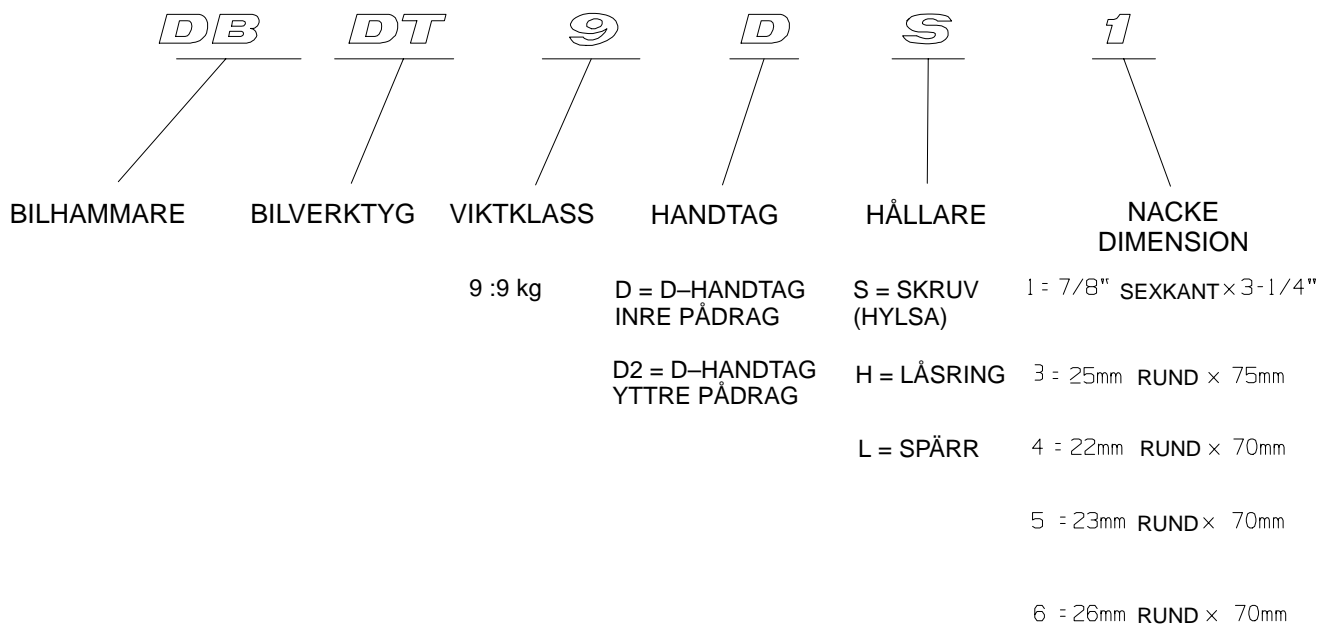 DB DT 9 D S 1
BILHAMMARE BILVERKTYG VIKTKLASS HANDTAG HÅLLARE NACKE
DIMENSION
9 :9 kg D = D–HANDTAG S = SKRUV 1 = 7/8" SEXKANT × 3-1/4"
INRE PÅDRAG (HYLSA)
D2 = D–HANDTAG H = LÅSRING 3 = 25mm RUND × 75mm
YTTRE PÅDRAG
L = SPÄRR 4 = 22mm RUND × 70mm
5 = 23mm RUND × 70mm
6 = 26mm RUND × 70mm